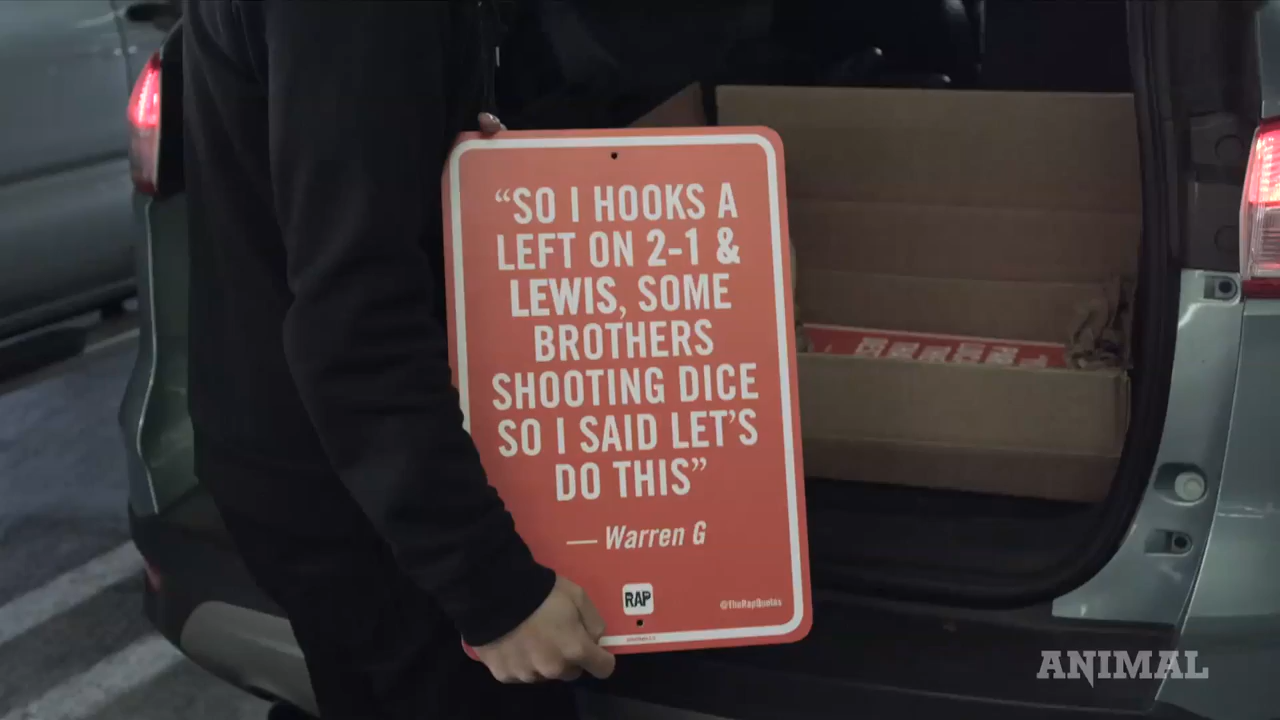 “SO I HOOKS A
LEFT ON 2-1 &
LEWIS, SOME
BROTHERS
SHOOTING DICE
SO I SAID LET’S
DO THIS”
— Warren G
RAP
@TheRapQuotes
ANIMAL